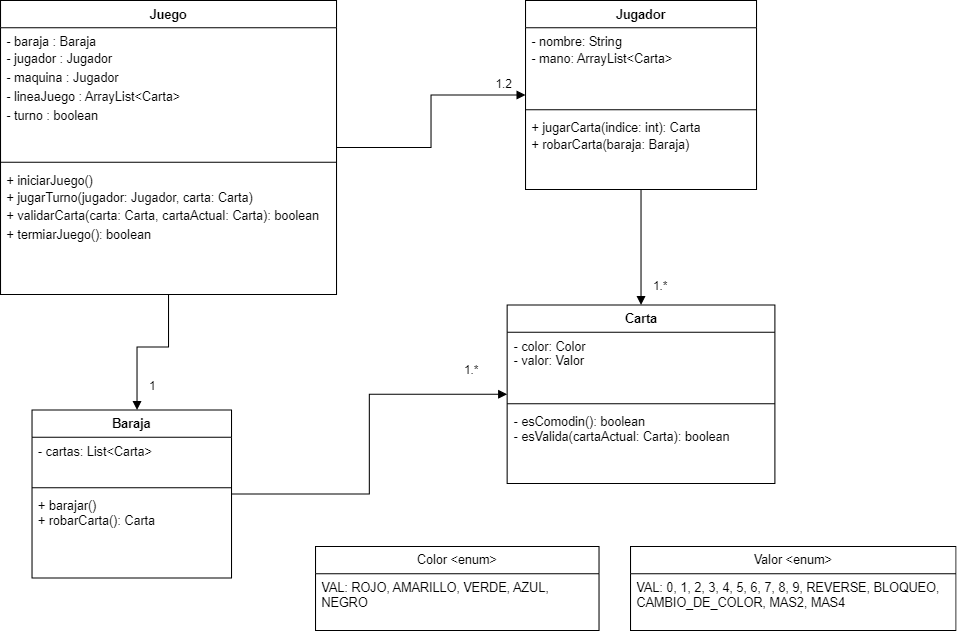 Juego
- baraja : Baraja
- jugador : Jugador
- maquina : Jugador
- lineaJuego : ArrayList<Carta>
- turno : boolean
+ iniciarJuego()
+ jugarTurno(jugador: Jugador, carta: Carta)
+ validarCarta(carta: Carta, cartaActual: Carta): boolean
+ termiarJuego(): boolean
1.2
Jugador
- nombre: String
- mano: ArrayList<Carta>
+ jugarCarta(indice: int): Carta
+ robarCarta(baraja: Baraja)
1.*
Carta
- color: Color
- valor: Valor
- esComodin(): boolean
- esValida(cartaActual: Carta): boolean
1.*
1
Baraja
- cartas: List<Carta>
+ barajar()
+ robarCarta(): Carta
Color <enum>
VAL: ROJO, AMARILLO, VERDE, AZUL,
NEGRO
Valor <enum>
VAL: 0, 1, 2, 3, 4, 5, 6, 7, 8, 9, REVERSE, BLOQUEO,
CAMBIO_DE_COLOR, MAS2, MAS4